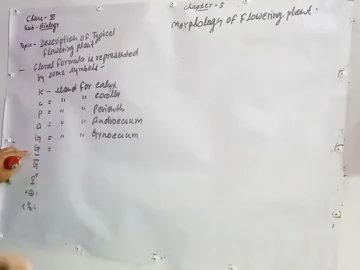 Class - XI
Sub - Biology
Chapter - 5
Morphology of Flowering plant.
Topic - Description of Typical
flowering plant
- floral formula is represented
by some symbols -
K - stand for calyx
C = " " corolla
P = " " Perianth
A = " " Androecium
G = " " Gynoecium
G =
G